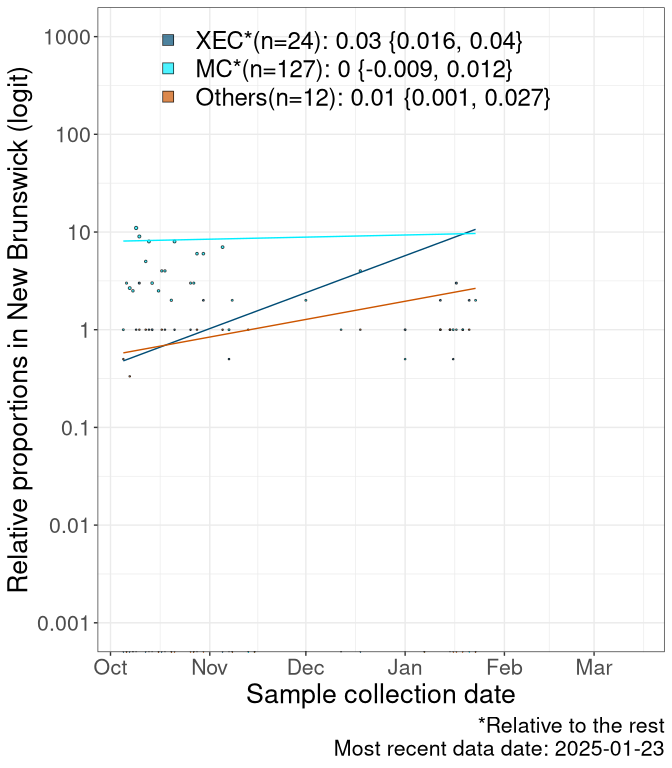 XEC*(n=24): 0.03 {0.016, 0.04}
MC*(n=127): 0 {-0.009, 0.012}
Others(n=12): 0.01 {0.001, 0.027}
Relative proportions in New Brunswick (logit)
1000
100
10
1
0.1
0.01
0.001
Oct Nov Dec Jan Feb Mar
Sample collection date
*Relative to the rest
Most recent data date: 2025-01-23